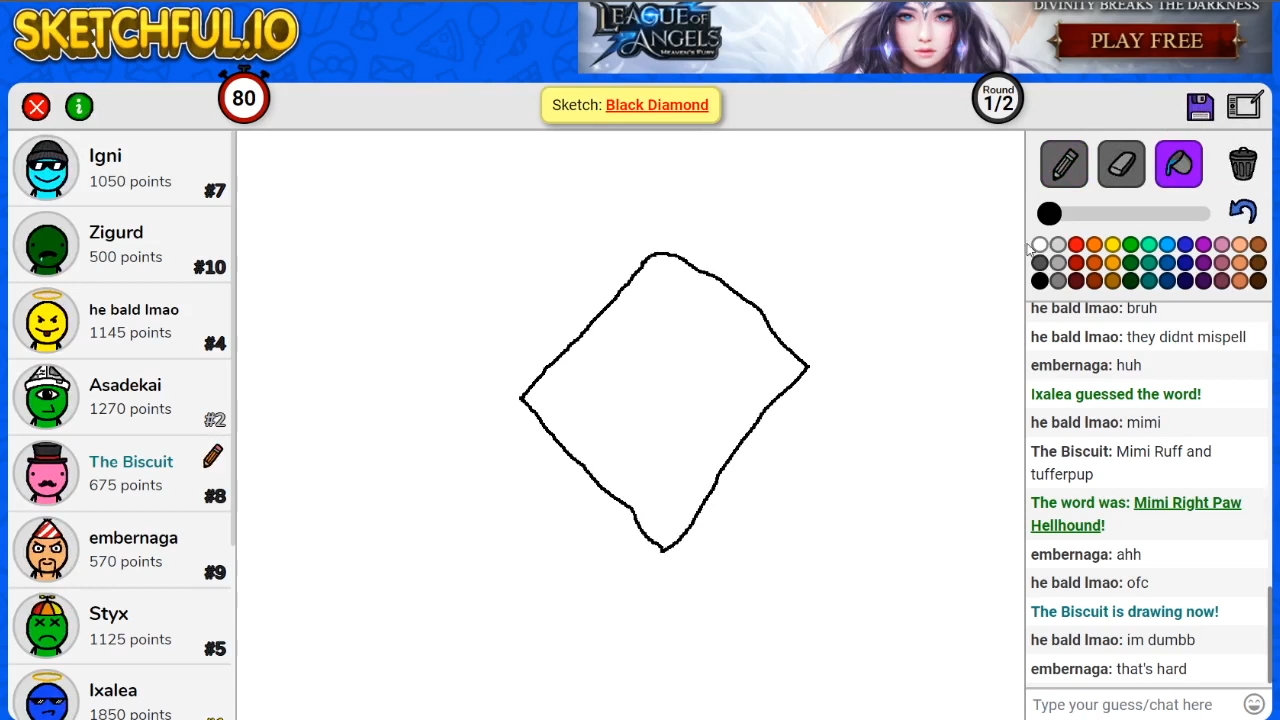 SKETCHFUL.IO
LEAGUE OF
ANGELS
HEAVEN'S FURY
DIVINITY BREAKS THE DARKNESS
PLAY FREE
80
Sketch: Black Diamond
Round
1/2
Igni
1050 points
#7
Zigurd
500 points
#10
he bald lmao
1145 points
#4
Asadekai
1270 points
#2
The Biscuit
675 points
#8
embernaga
570 points
#9
Styx
1125 points
#5
Ixalea
1850 points
he bald lmao: bruh
he bald lmao: they didnt mispell
embernaga: huh
Ixalea guessed the word!
he bald lmao: mimi
The Biscuit: Mimi Ruff and
tufferpup
The word was: Mimi Right Paw
Hellhound!
embernaga: ahh
he bald lmao: ofc
The Biscuit is drawing now!
he bald lmao: im dumbb
embernaga: that's hard
Type your guess/chat here